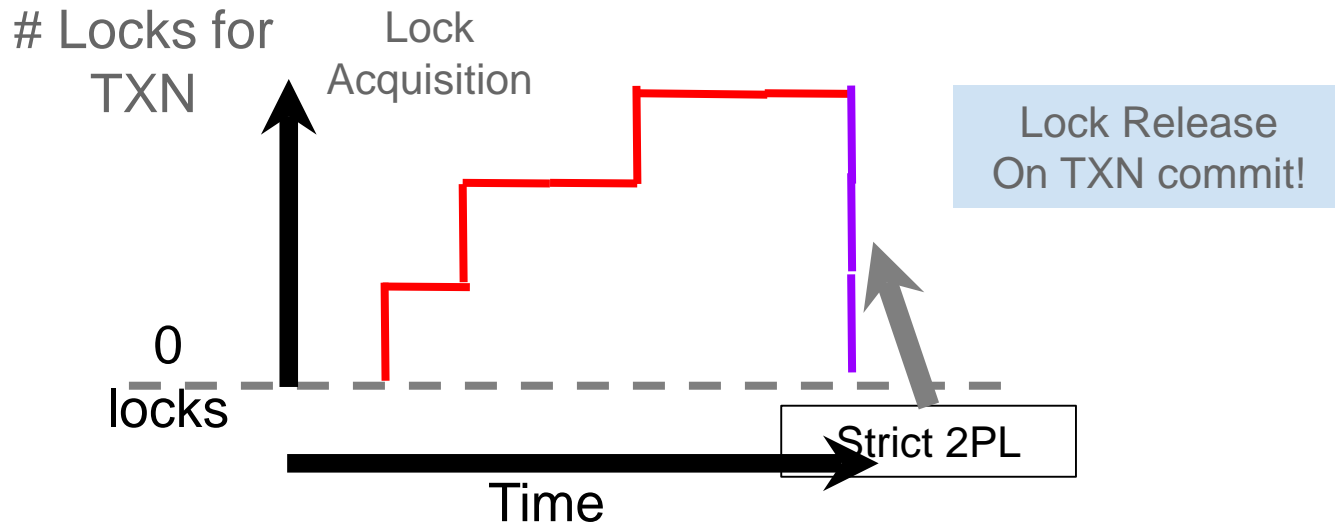 # Locks for
TXN
Lock
Acquisition
Lock Release
On TXN commit!
0
locks
Strict 2PL
Time